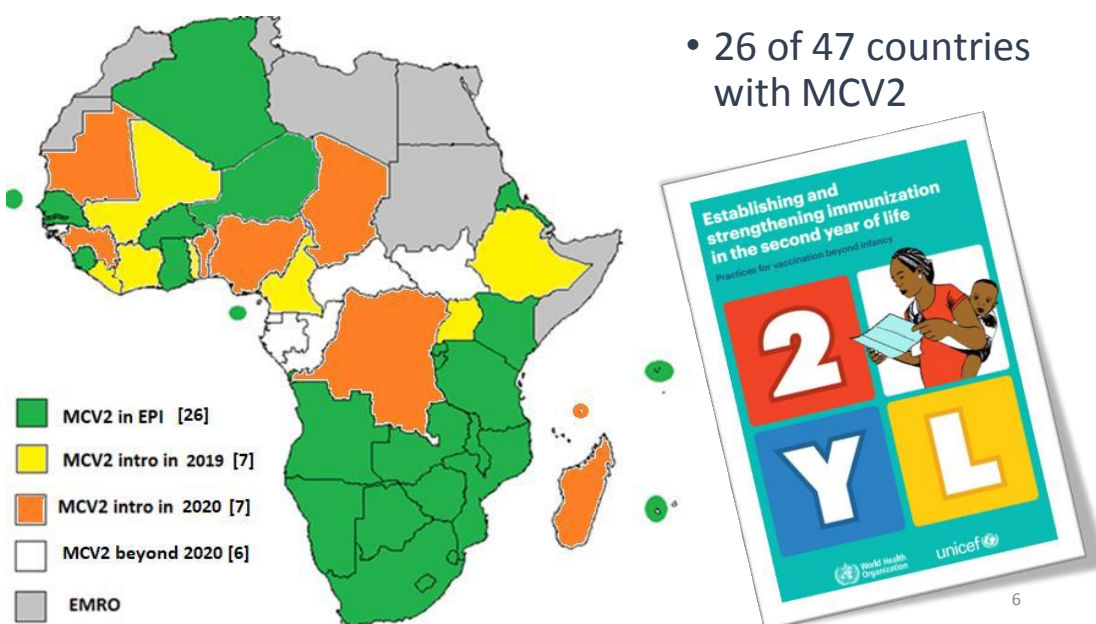 • 26 of 47 countries
with MCV2
MCV2 in EPI [26]
MCV2 intro in 2019 [7]
MCV2 intro in 2020 [7]
MCV2 beyond 2020 [6]
EMRO
Establishing and
strengthening immunization
in the second year of life
Practices for vaccination beyond infancy
2
Y L
World Health
Organization
unicef
6